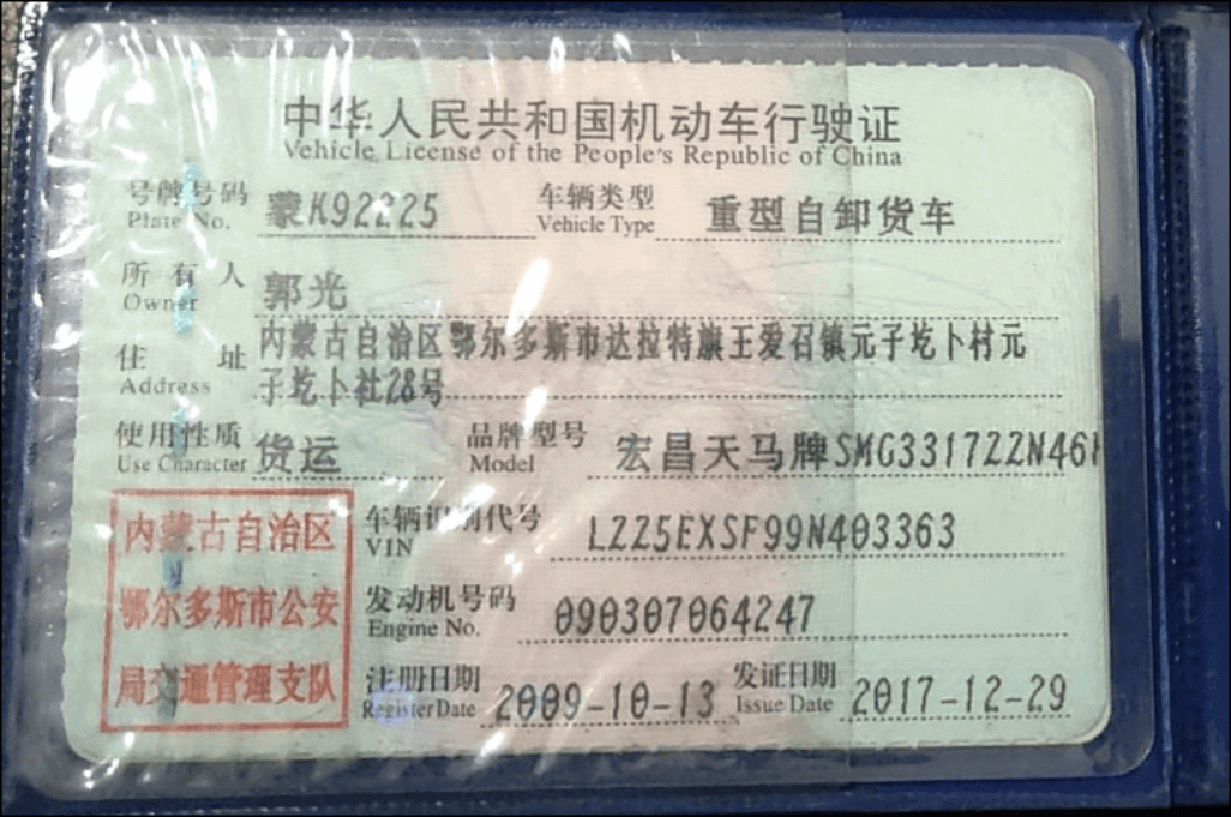 中华人民共和国机动车行驶证
Vehicle License of the People's Republic of China
号牌号码 蒙K92225 车辆类型 重型自卸货车
Plate No. Vehicle Type
所有人 郭光
Owner
住址 内蒙古自治区鄂尔多斯市达拉特旗王爱召镇元子圪卜村元
Address 子圪卜社28号
使用性质 货运 品牌型号 宏昌天马牌SMG3317ZZN46H
Use Character Model
内蒙古自治区 车辆识别代号 LZZ5EXSF99N403363
VIN
鄂尔多斯市公安 发动机号码 090307064247
Engine No.
局交通管理支队 注册日期 2009-10-13 发证日期 2017-12-29
Register Date Issue Date